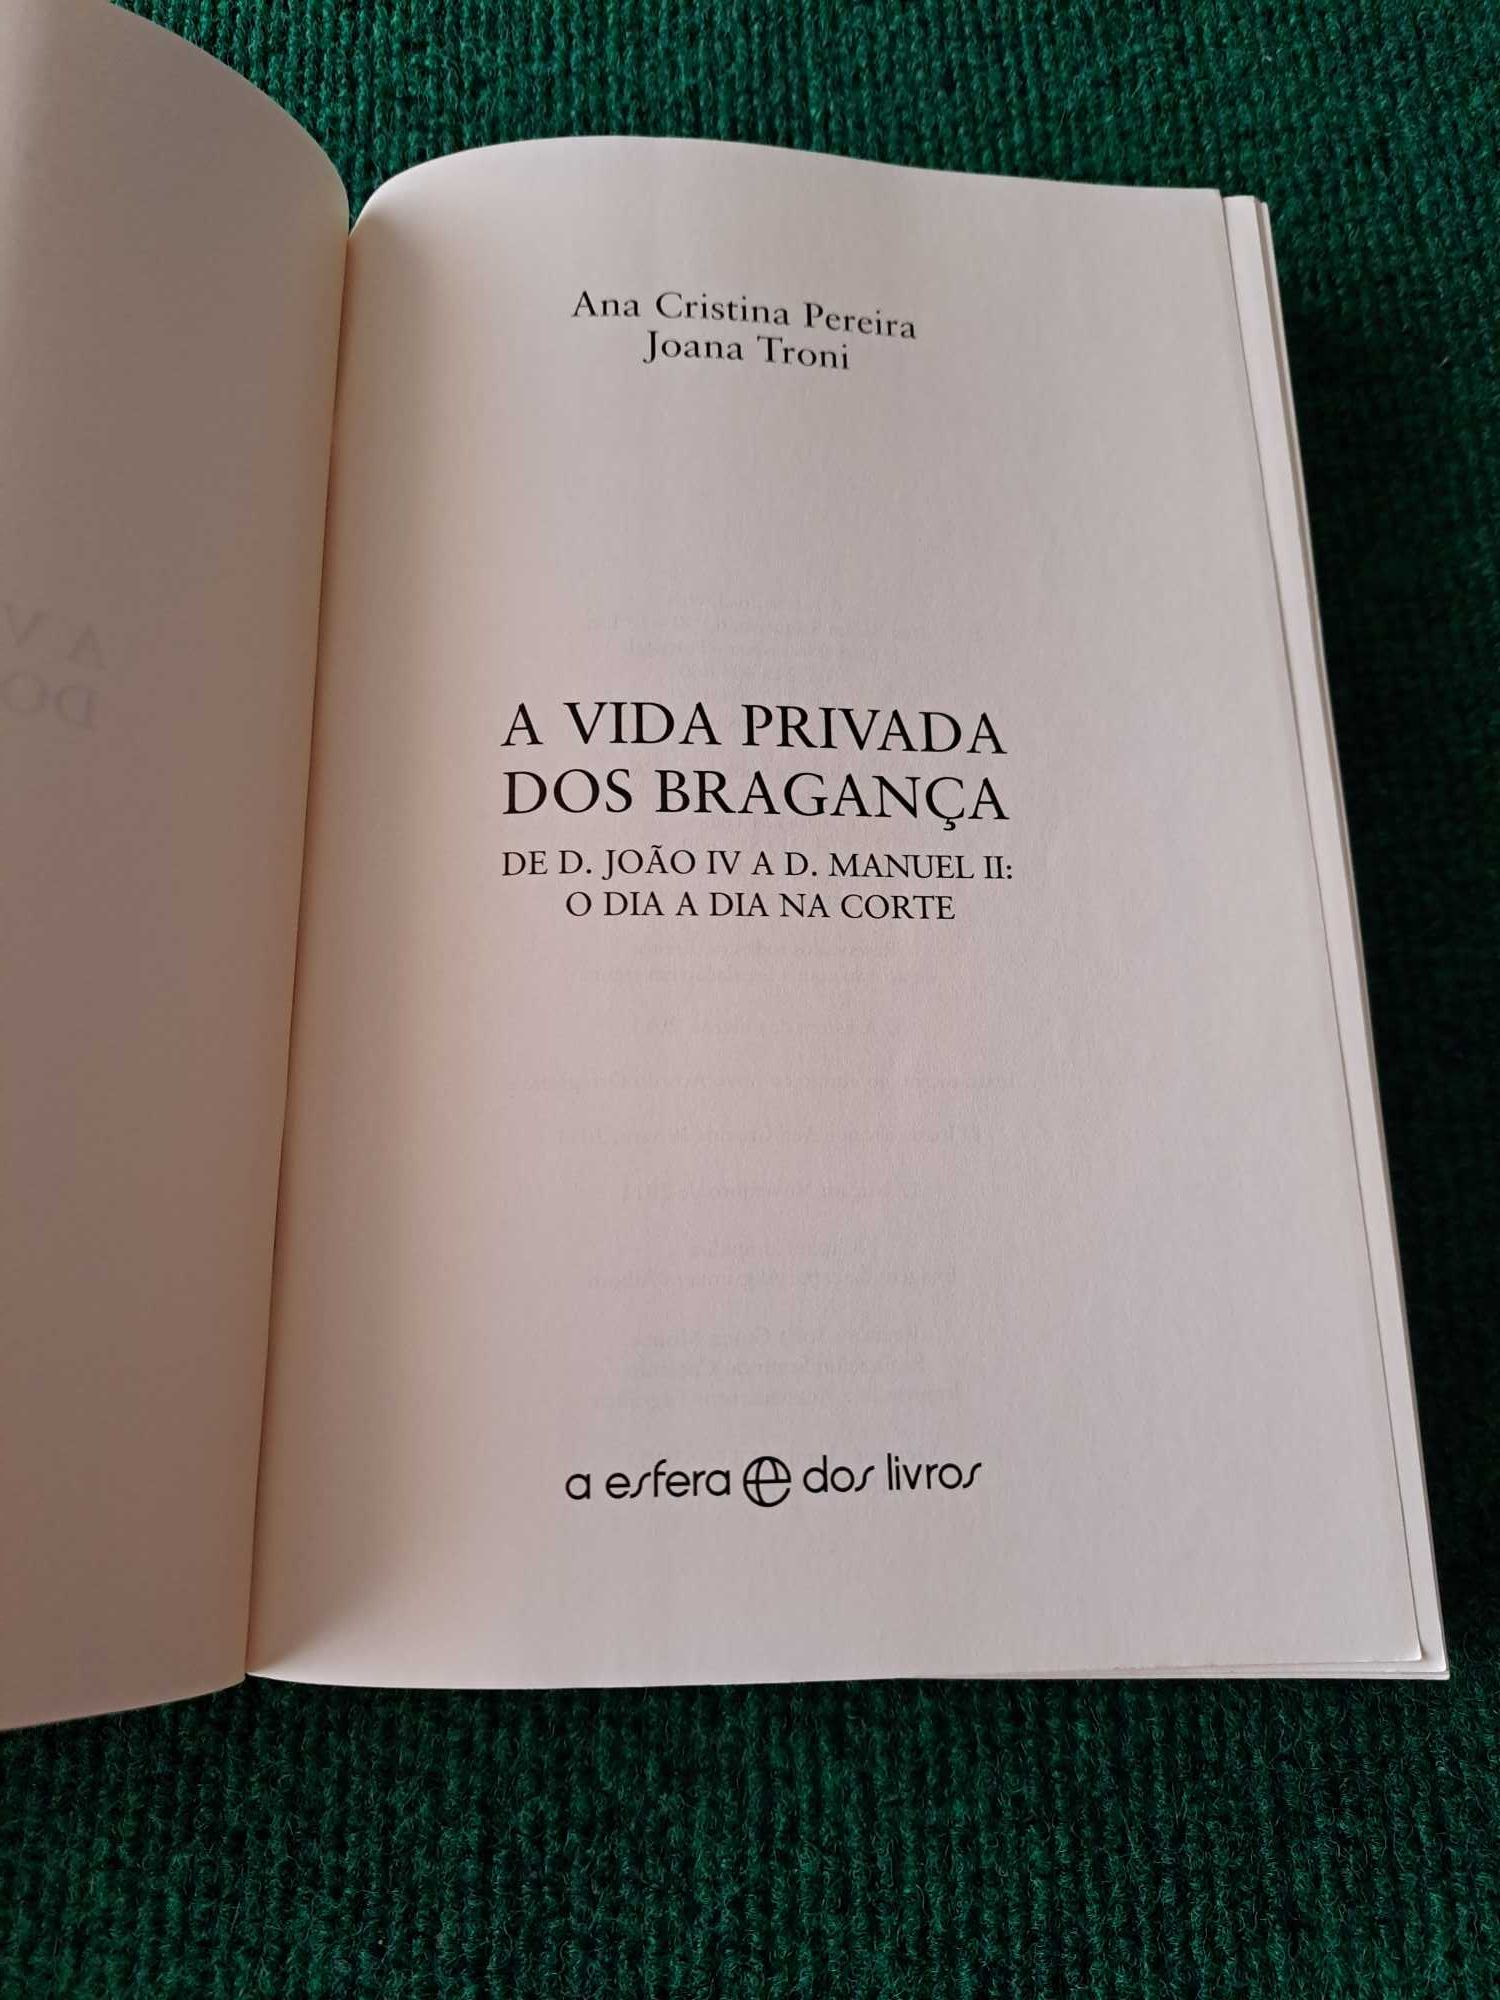 Ana Cristina Pereira
Joana Troni
A VIDA PRIVADA
DOS BRAGANÇA
DE D. JOÃO IV A D. MANUEL II:
O DIA A DIA NA CORTE
a esfera dos livros